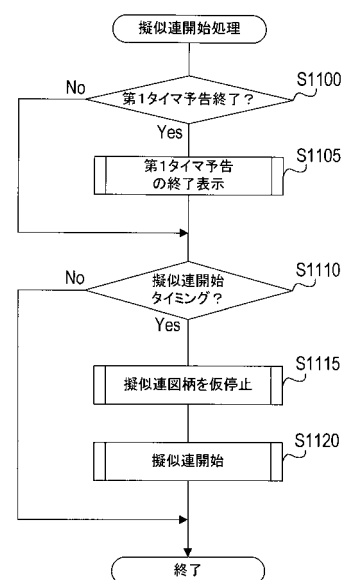 擬似連開始処理
第1タイマ予告終了?
S1100
No
Yes
第1タイマ予告
の終了表示
S1105
擬似連開始
タイミング?
S1110
No
Yes
擬似連図柄を仮停止
S1115
擬似連開始
S1120
終了